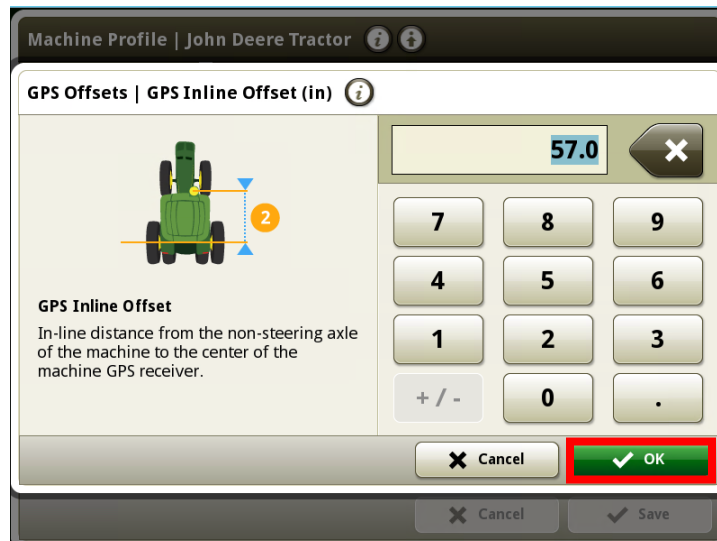 Machine Profile | John Deere Tractor
GPS Offsets | GPS Inline Offset (in)
2
GPS Inline Offset
In-line distance from the non-steering axle
of the machine to the center of the
machine GPS receiver.
57.0
7 8 9
4 5 6
1 2 3
+ / - 0 .
Cancel OK
Cancel Save